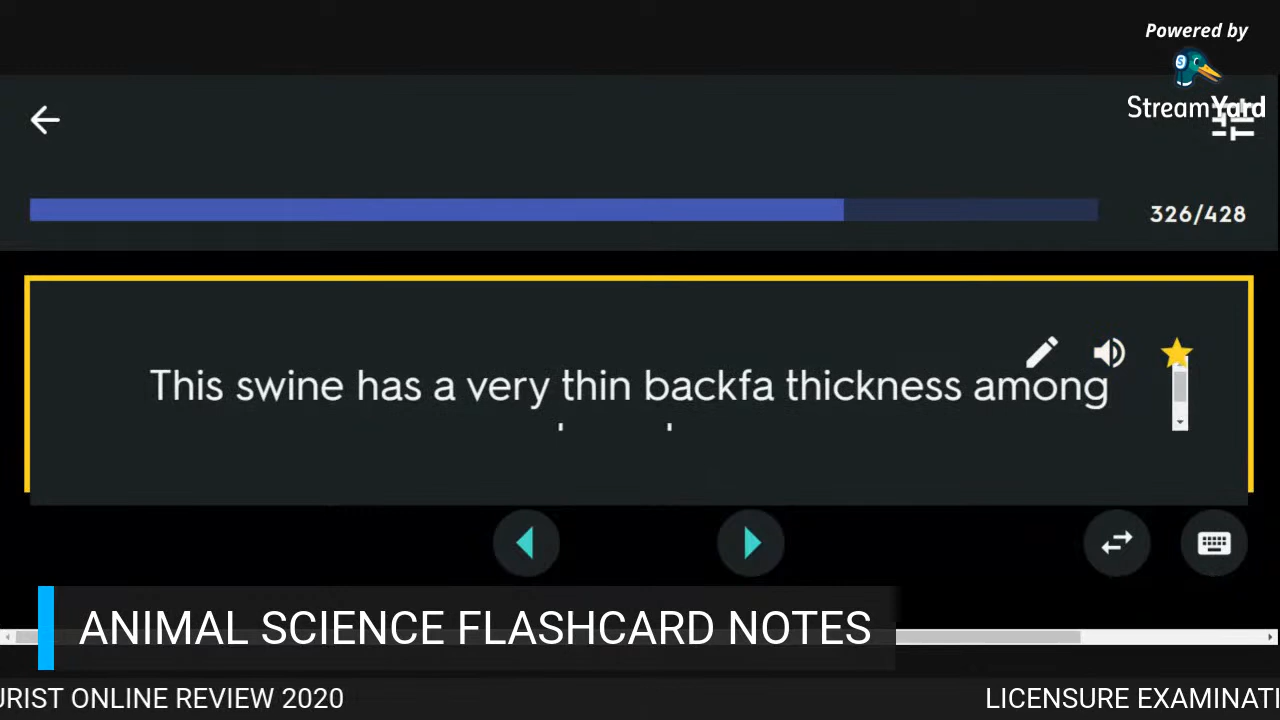 Powered by
StreamYard
326/428
This swine has a very thin backfa thickness among
ANIMAL SCIENCE FLASHCARD NOTES
URIST ONLINE REVIEW 2020
LICENSURE EXAMINATI